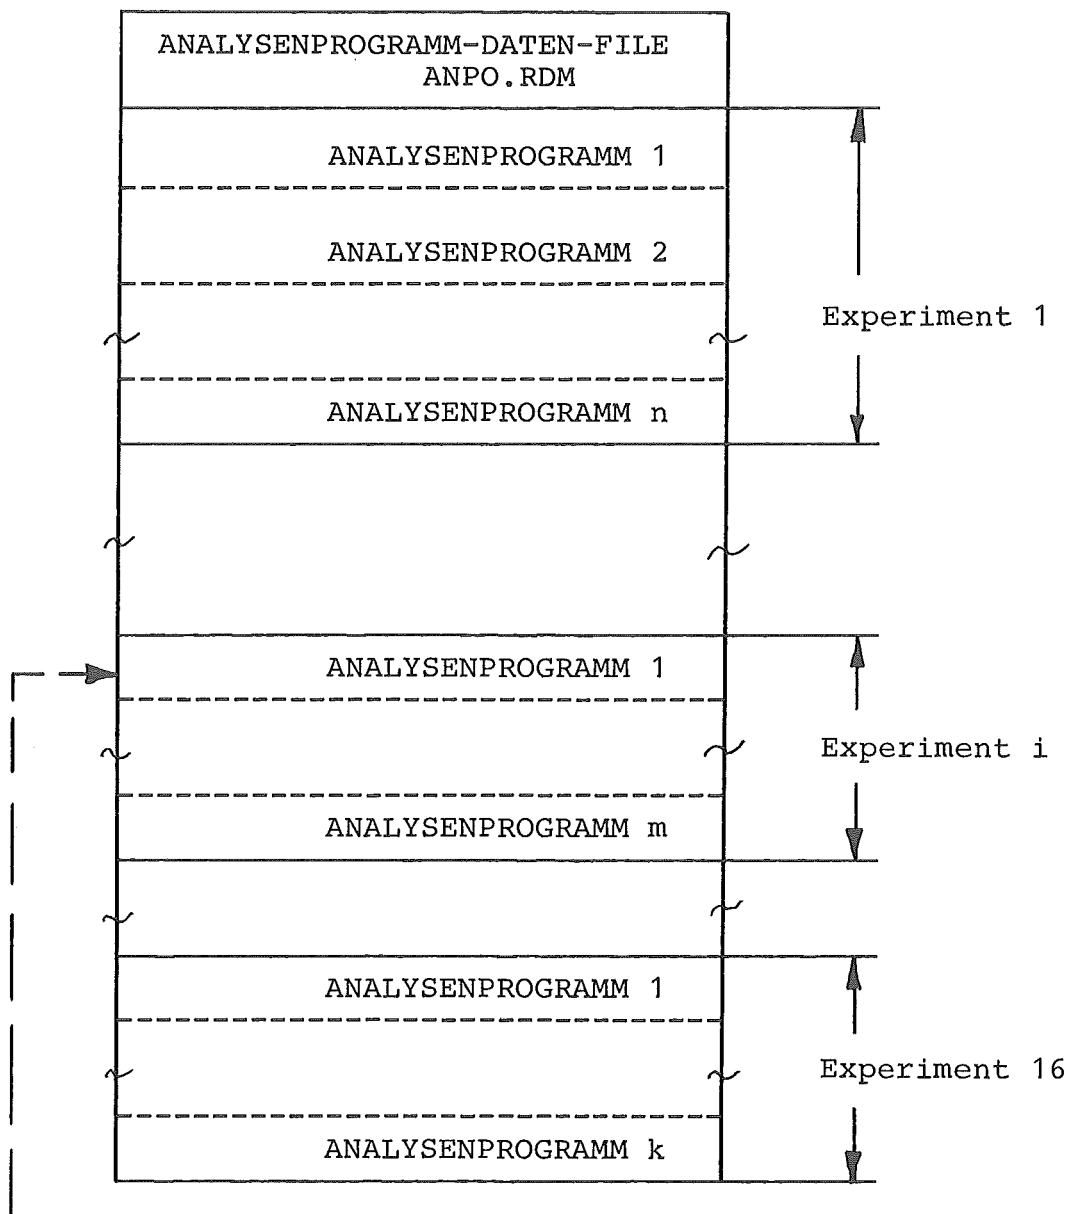 ANALYSENPROGRAMM-DATEN-FILE
ANPO.RDM
ANALYSENPROGRAMM 1
ANALYSENPROGRAMM 2
Experiment 1
ANALYSENPROGRAMM n
ANALYSENPROGRAMM 1
Experiment i
ANALYSENPROGRAMM m
ANALYSENPROGRAMM 1
Experiment 16
ANALYSENPROGRAMM k